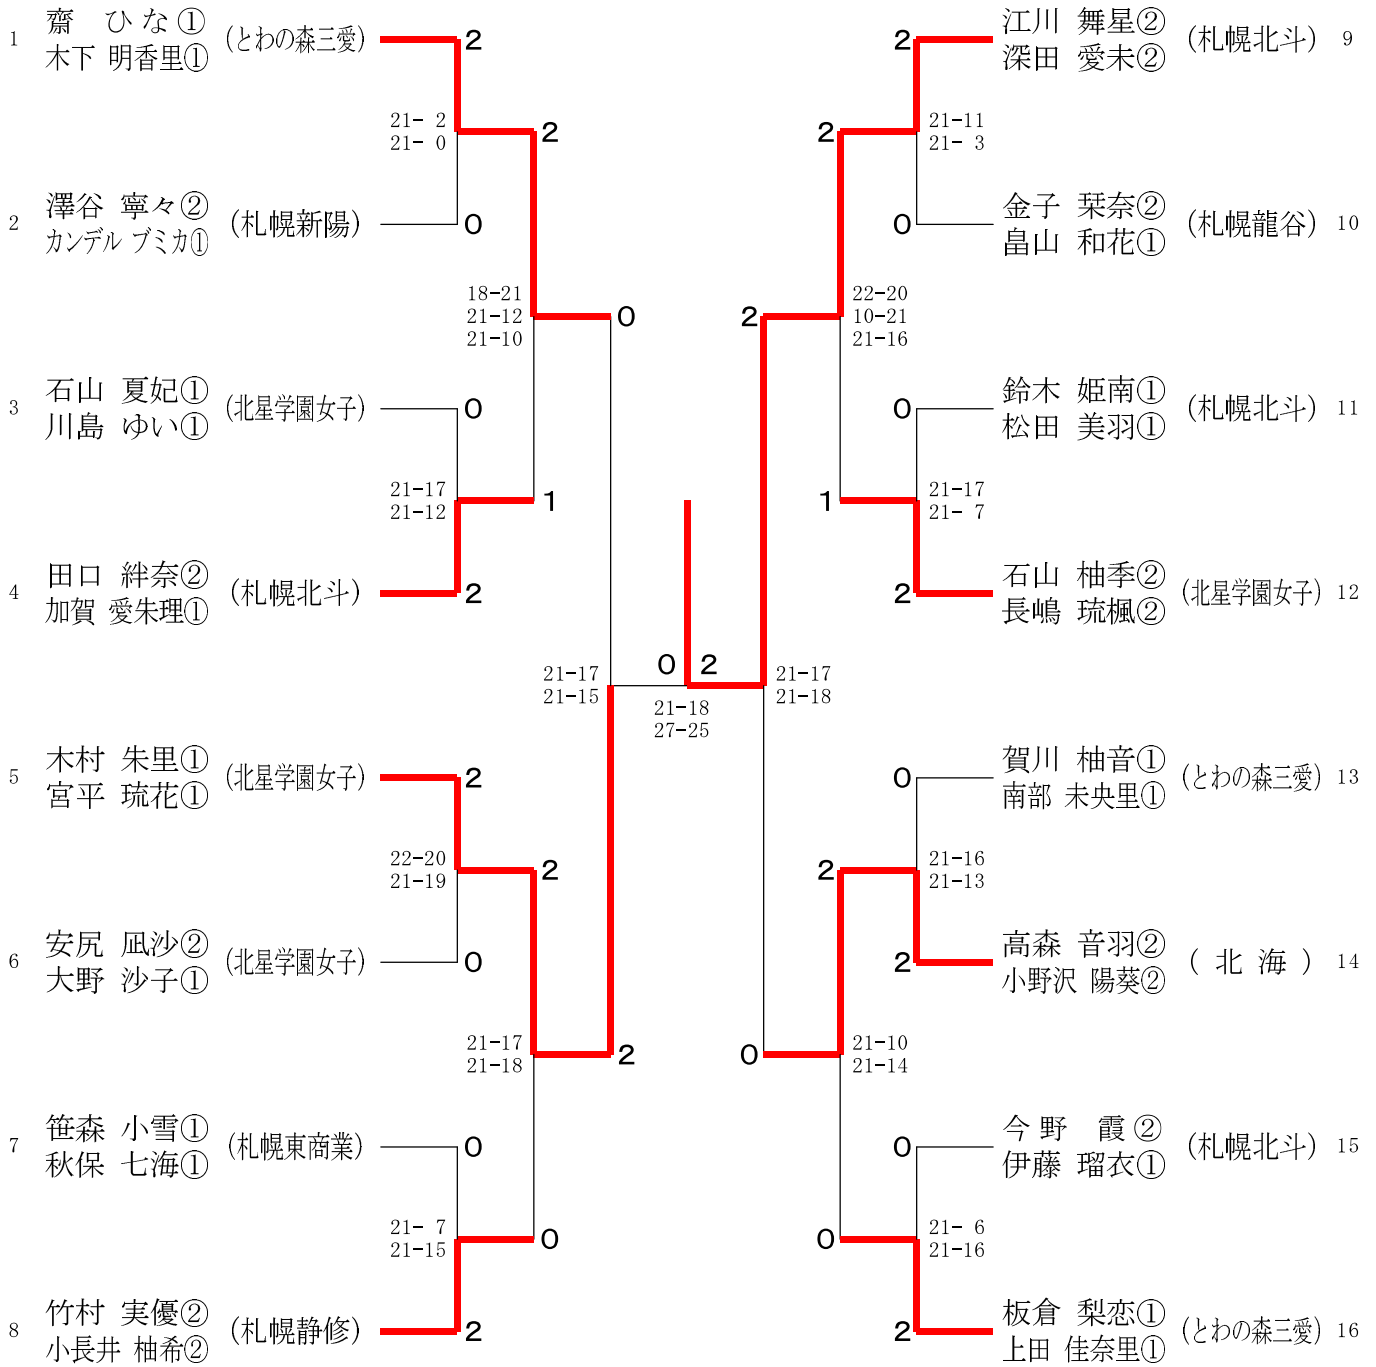 1 齋 ひな① (とわの森三愛) 2
木下 明香里①
21- 2
21- 0
2
2 澤谷 寧々② (札幌新陽) 0
カンデル ブミカ①
18-21
21-12
21-10
0
3 石山 夏妃① (北星学園女子) 0
川島 ゆい①
21-17
21-12
1
4 田口 絆奈② (札幌北斗) 2
加賀 愛朱理①
21-17
21-15
5 木村 朱里① (北星学園女子) 2
宮平 琉花①
22-20
21-19
2
6 安尻 凪沙② (北星学園女子) 0
大野 沙子①
21-17
21-18
2
7 笹森 小雪① (札幌東商業) 0
秋保 七海①
21- 7
21-15
0
8 竹村 実優② (札幌静修) 2
小長井 柚希②
0 2
21-18
27-25
2 江川 舞星② (札幌北斗) 9
深田 愛未②
2
21-11
21- 3
0 金子 栞奈② (札幌龍谷) 10
畠山 和花①
2
22-20
10-21
21-16
0 鈴木 姫南① (札幌北斗) 11
松田 美羽①
1
21-17
21- 7
2 石山 柚季② (北星学園女子) 12
長嶋 琉楓②
21-17
21-18
0 賀川 柚音① (とわの森三愛) 13
南部 未央里①
2
21-16
21-13
2 高森 音羽② (北海) 14
小野沢 陽葵②
0
21-10
21-14
0 今野 霞② (札幌北斗) 15
伊藤 瑠衣①
0
21- 6
21-16
2 板倉 梨恋① (とわの森三愛) 16
上田 佳奈里①